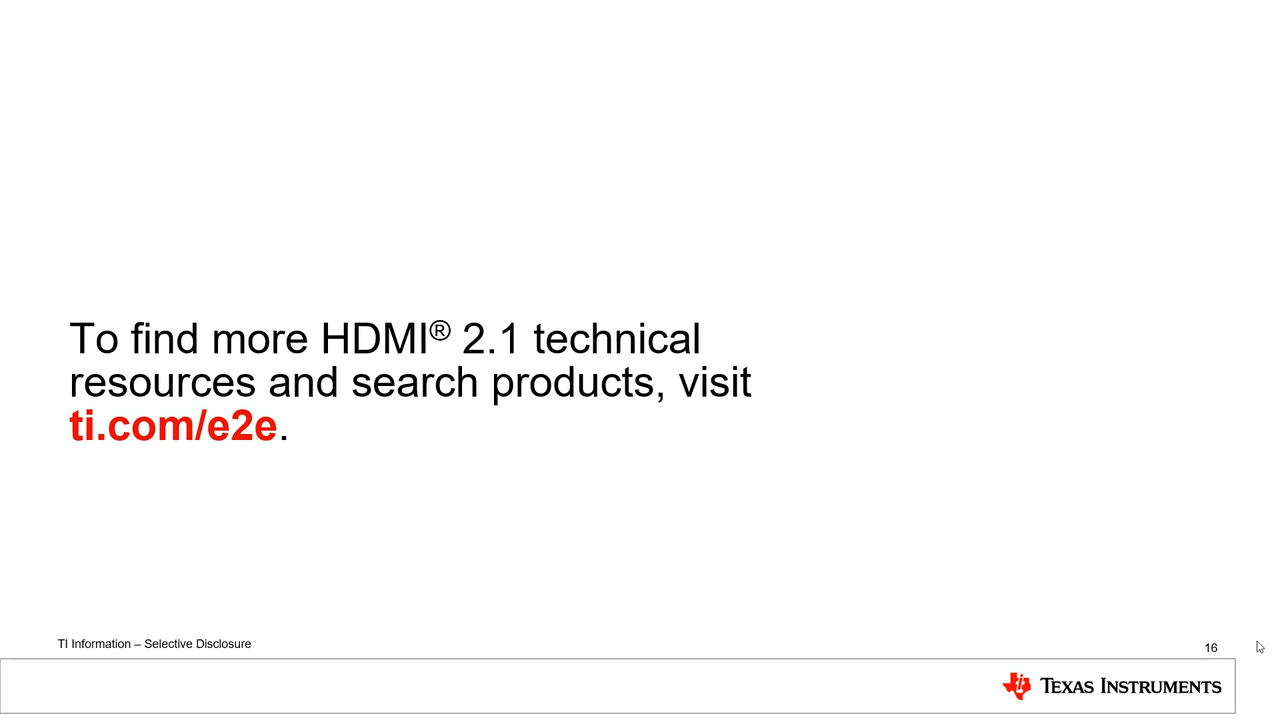 To find more HDMI® 2.1 technical
resources and search products, visit
ti.com/e2e.
TI Information – Selective Disclosure
16
TEXAS INSTRUMENTS